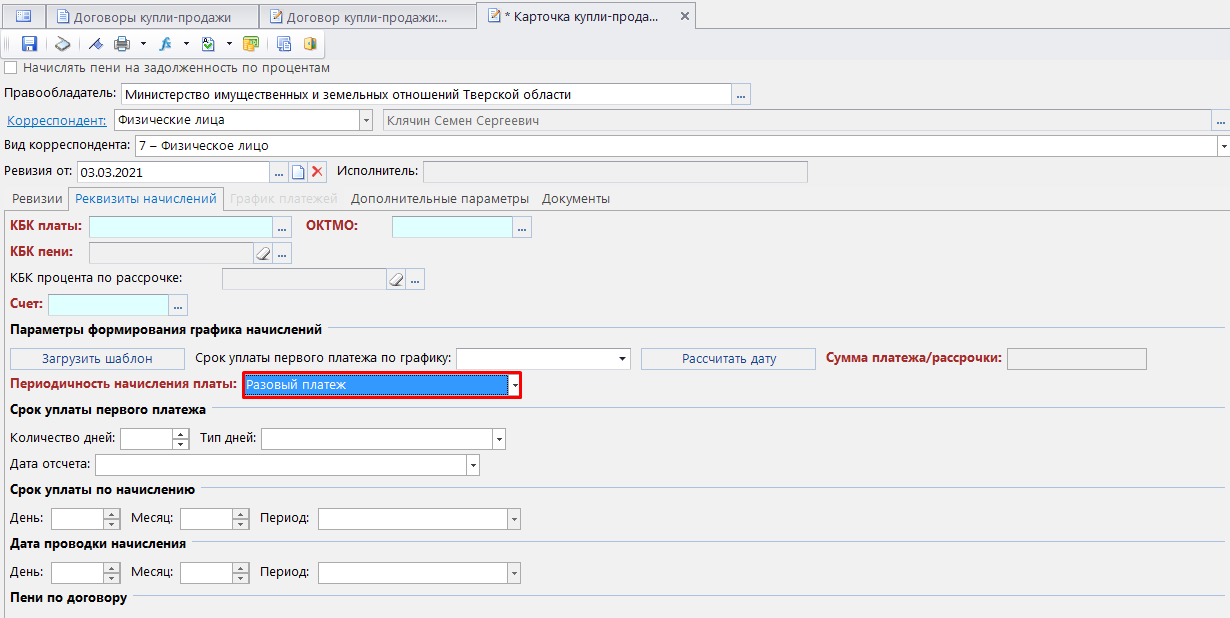 Договоры купли-продажи Договор купли-продажи:... * Карточка купли-прода...
Начислять пени на задолженность по процентам
Правообладатель: Министерство имущественных и земельных отношений Тверской области ...
Корреспондент: Физические лица Клячин Семен Сергеевич ...
Вид корреспондента: 7 – Физическое лицо
Ревизия от: 03.03.2021 ... Исполнитель:
Ревизии Реквизиты начислений График платежей Дополнительные параметры Документы
КБК платы: ... ОКТМО: ...
КБК пени: ...
КБК процента по рассрочке: ...
Счет: ...
Параметры формирования графика начислений
Загрузить шаблон Срок уплаты первого платежа по графику: Рассчитать дату Сумма платежа/рассрочки:
Периодичность начисления платы: Разовый платеж
Срок уплаты первого платежа
Количество дней: Тип дней:
Дата отсчета:
Срок уплаты по начислению
День: Месяц: Период:
Дата проводки начисления
День: Месяц: Период:
Пени по договору